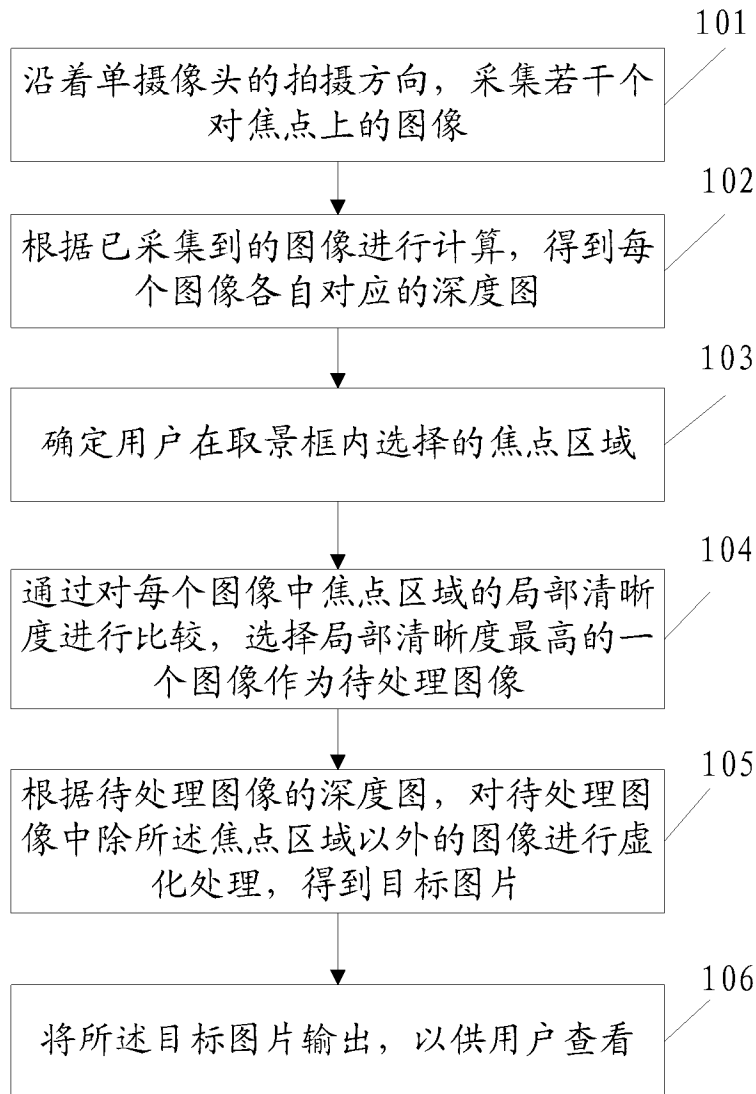 101
沿着单摄像头的拍摄方向，采集若干个
对焦点上的图像
102
根据已采集到的图像进行计算，得到每
个图像各自对应的深度图
103
确定用户在取景框内选择的焦点区域
104
通过对每个图像中焦点区域的局部清晰
度进行比较，选择局部清晰度最高的一
个图像作为待处理图像
105
根据待处理图像的深度图，对待处理图
像中除所述焦点区域以外的图像进行虚
化处理，得到目标图片
106
将所述目标图片输出，以供用户查看